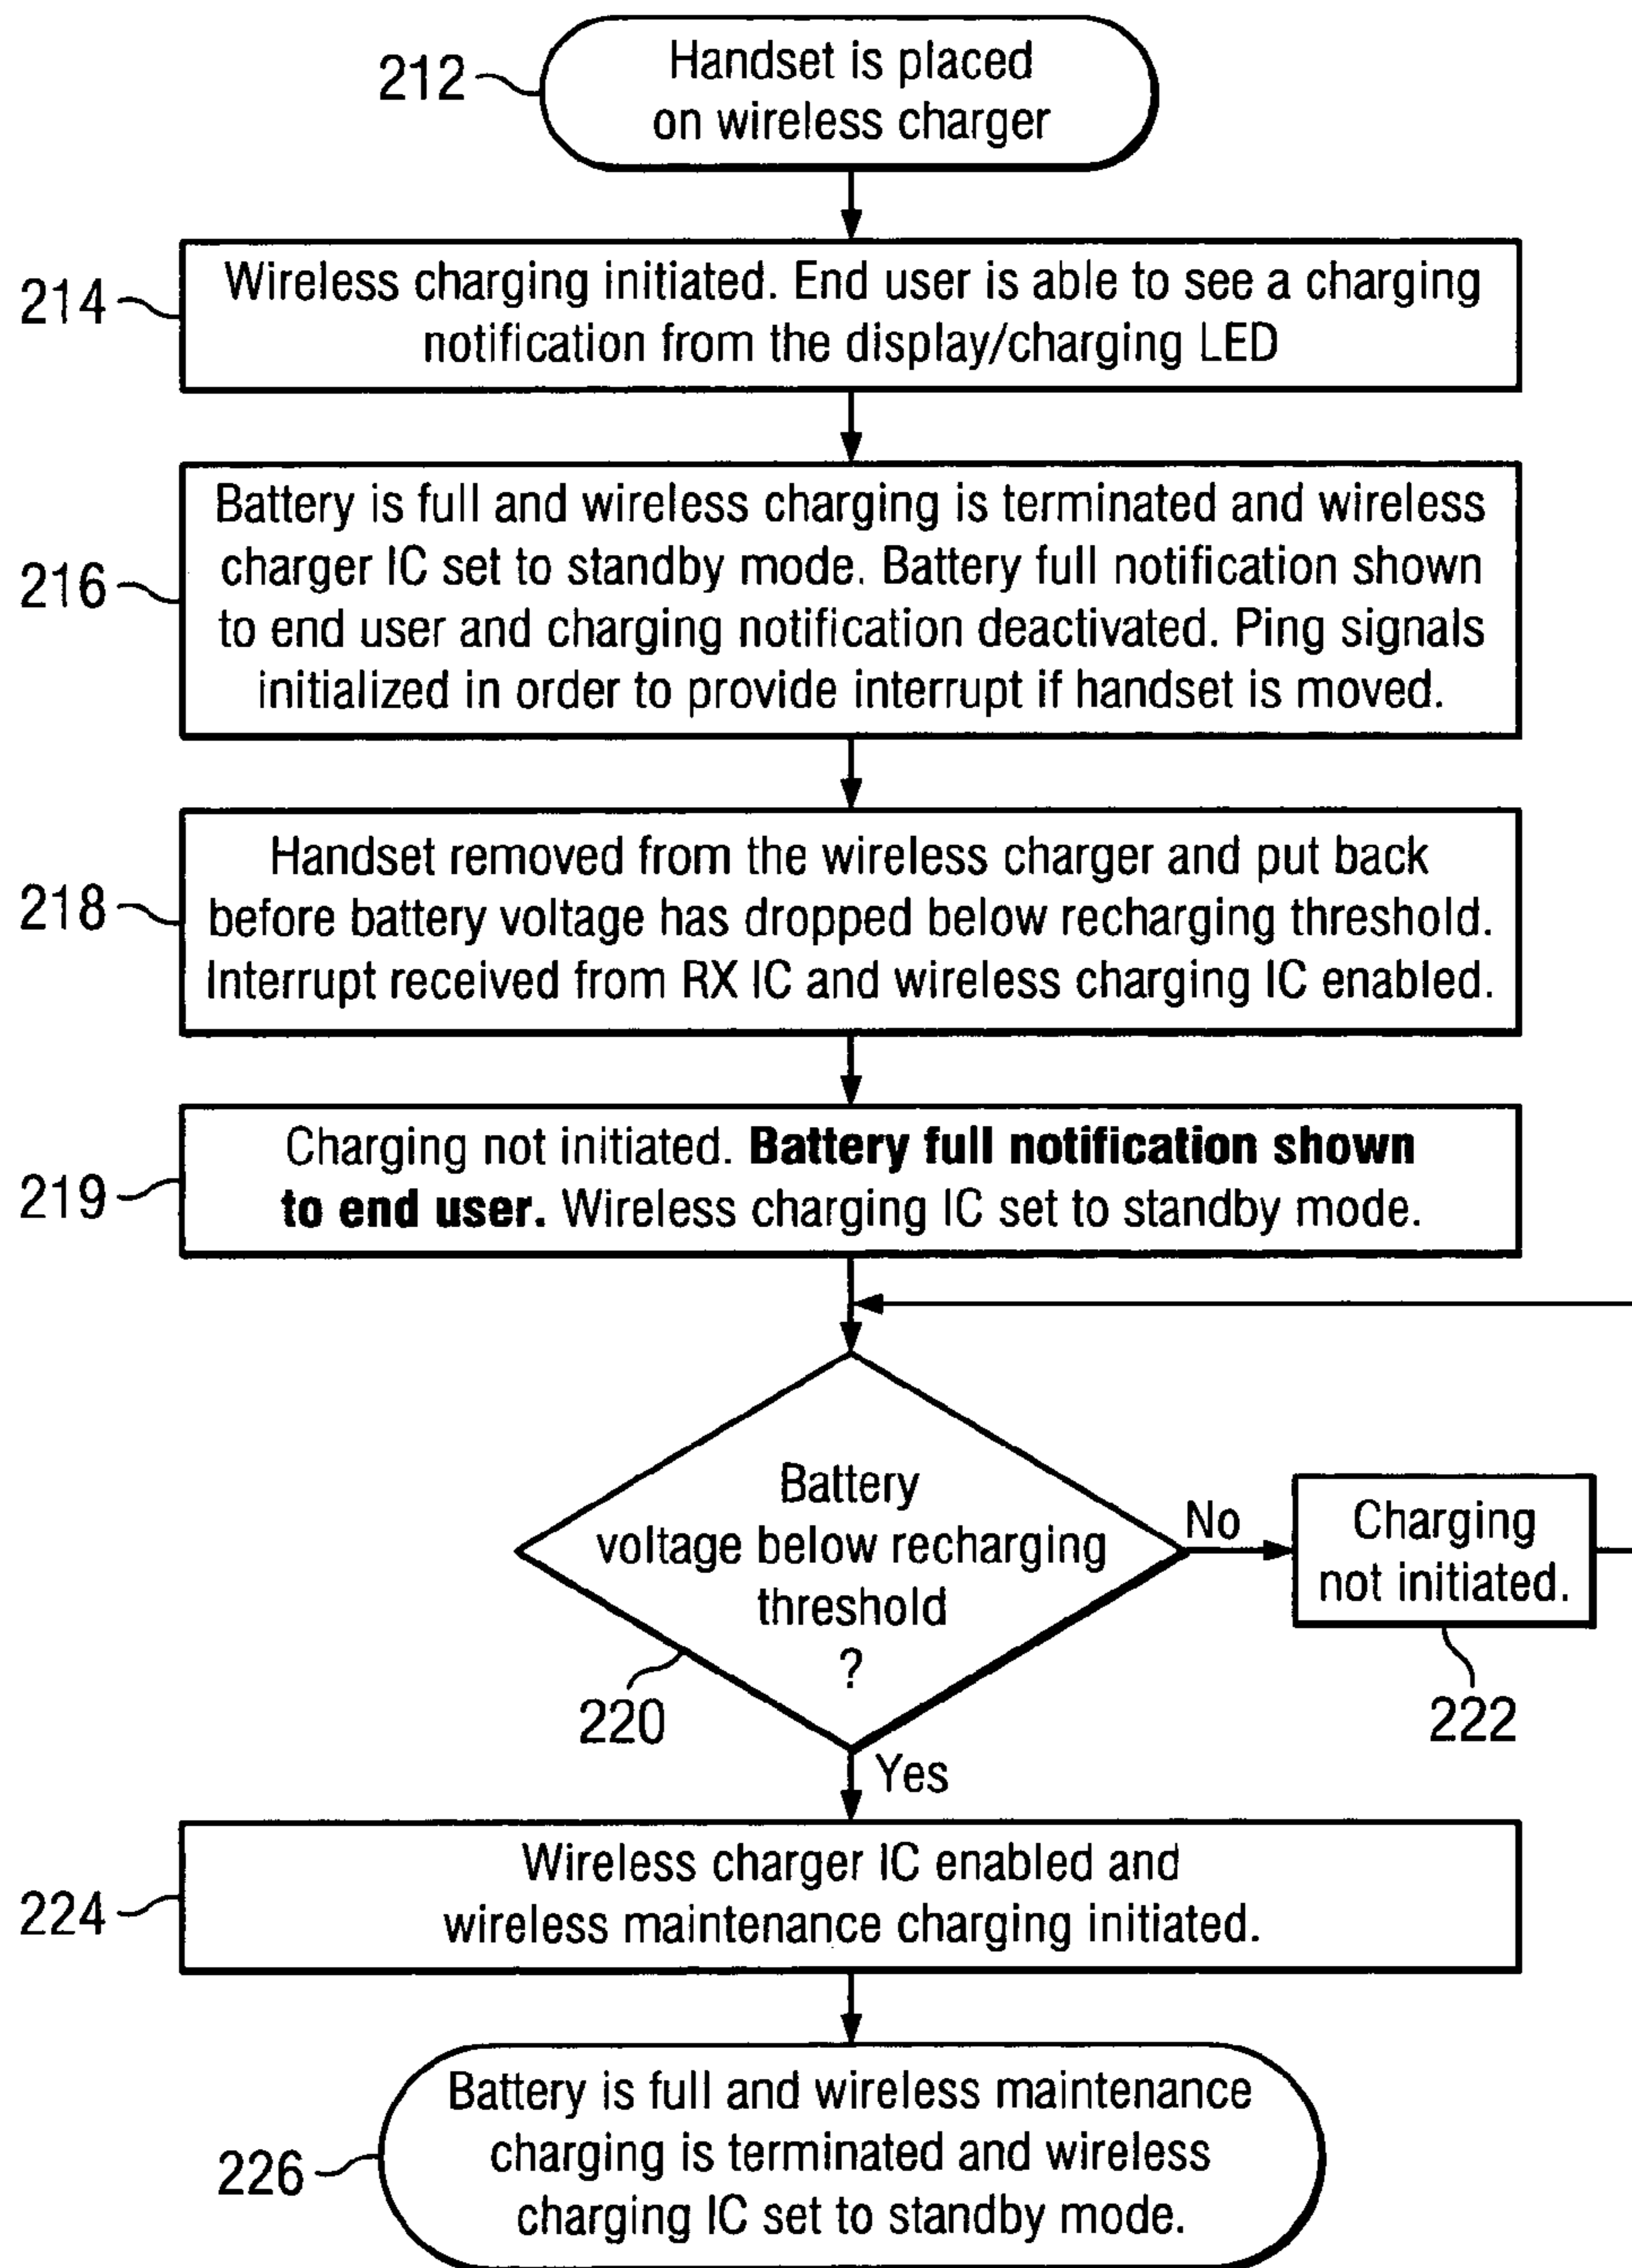 212
Handset is placed
on wireless charger
214
Wireless charging initiated. End user is able to see a charging
notification from the display/charging LED
216
Battery is full and wireless charging is terminated and wireless
charger IC set to standby mode. Battery full notification shown
to end user and charging notification deactivated. Ping signals
initialized in order to provide interrupt if handset is moved.
218
Handset removed from the wireless charger and put back
before battery voltage has dropped below recharging threshold.
Interrupt received from RX IC and wireless charging IC enabled.
219
Charging not initiated. Battery full notification shown
to end user. Wireless charging IC set to standby mode.
Battery
voltage below recharging
threshold
?
220
No
Charging
not initiated.
222
Yes
224
Wireless charger IC enabled and
wireless maintenance charging initiated.
226
Battery is full and wireless maintenance
charging is terminated and wireless
charging IC set to standby mode.